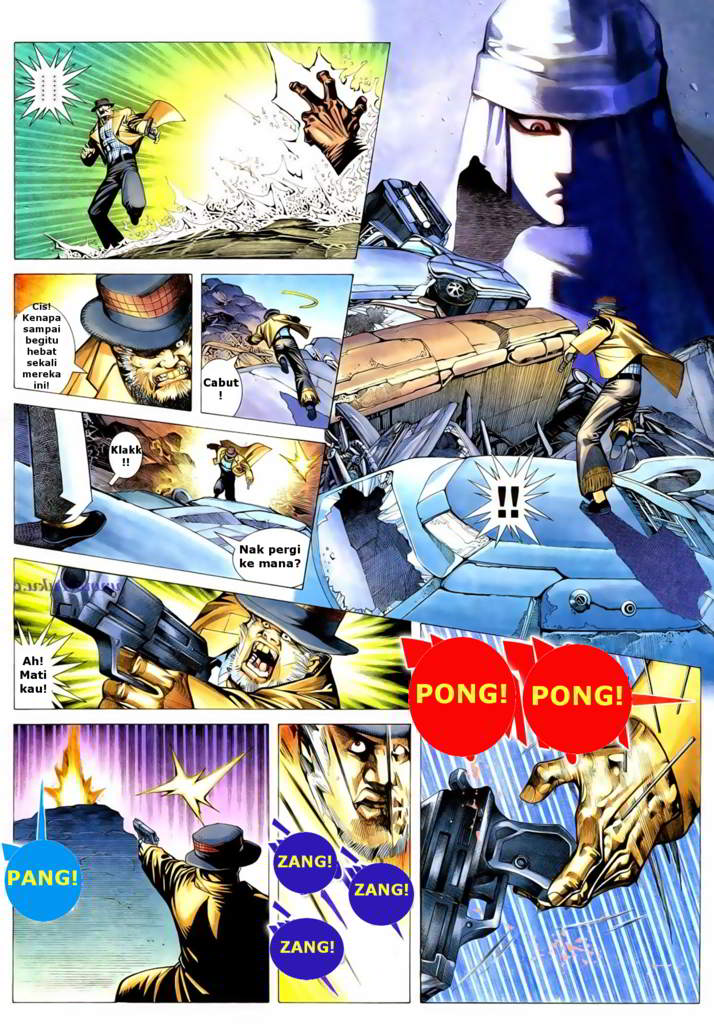 Cis!
Kenapa
sampai
begitu
hebat
sekali
mereka
ini!
Cabut
!
!!
Klakk
!!
Nak pergi
ke mana?
Ah!
Mati
kau!
PONG!
PONG!
PANG!
ZANG!
ZANG!
ZANG!